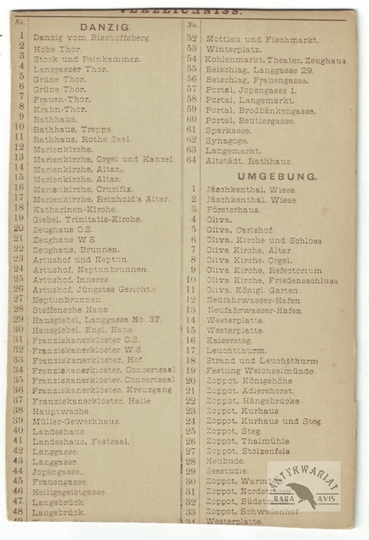 VERZEICHNISS.
No.
DANZIG.
1 Danzig vom Bischoffsberg
2 Hohe Thor.
3 Stock und Peinkammer.
4 Langgasser Thor.
5 Grüne Thor.
6 Grüne Thor.
7 Frauen-Thor.
8 Krahn-Thor.
9 Rathhaus.
10 Rathhaus, Treppe.
11 Rathhaus, Rothe Saal.
12 Marienkirche.
13 Marienkirche, Orgel und Kanzel
14 Marienkirche, Altar.
15 Marienkirche, Altar.
16 Marienkirche, Crucifix.
17 Marienkirche, Reinhold's Altar
18 Katharinen-Kirche.
19 Giebel, Trinitatis-Kirche.
20 Zeughaus O.S.
21 Zeughaus W.S.
22 Zeughaus, Brunnen.
23 Artushof und Neptun
24 Artushof, Neptunbrunnen.
25 Artushof, Inneres
26 Artushof, Jüngstes Gericht
27 Neptunbrunnen.
28 Steffensche Haus
29 Hausgiebel, Langgasse No. 37.
30 Hausgiebel, Engl. Haus
31 Franziskanerkloster O.S
32 Franziskanerkloster W.S.
33 Franziskanerkloster, Hof
34 Franziskanerkloster, Concertsaal
35 Franziskanerkloster, Concertsaal
36 Franziskanerkloster, Kreuzgang
37 Franziskanerkloster, Halle
38 Hauptwache.
39 Müller-Gewerkhaus.
40 Landeshaus
41 Landeshaus, Festsaal.
42 Langgasse.
43 Langgasse
44 Jopengasse.
45 Frauengasse.
46 Heiligegeistgasse.
47 Langebrück.
48 Langebrück.
No.
52 Mottlau und Fischmarkt.
53 Winterplatz.
54 Kohlenmarkt, Theater, Zeughaus
55 Beischlag, Langgasse 29.
56 Beischlag, Frauengasse.
57 Portal, Jopengasse 1.
58 Portal, Langemarkt.
59 Portal, Brodbänkengasse.
60 Portal, Beutlergasse.
61 Sparkasse.
62 Synagoge.
63 Langemarkt.
64 Altstädt. Rathhaus.
UMGEBUNG.
1 Jäschkenthal, Wiese.
2 Jäschkenthal, Wiese.
3 Försterhaus.
4 Oliva.
5 Oliva, Carlshof
6 Oliva, Kirche und Schloss
7 Oliva Kirche, Altar
8 Oliva Kirche, Orgel.
9 Oliva Kirche, Refectorium
10 Oliva Kirche, Friedensschluss
11 Oliva, Königl. Garten.
12 Neufahrwasser-Hafen.
13 Neufahrwasser-Hafen.
14 Westerplatte.
15 Westerplatte.
16 Kaisersteg
17 Leuchtthurm.
18 Strand und Leuchtthurm
19 Festung Weichselmünde.
20 Zoppot, Königshöhe
21 Zoppot, Adlershorst
22 Zoppot, Hängebrücke.
23 Zoppot, Kurhaus
24 Zoppot, Kurhaus und Steg
25 Zoppot, Steg.
26 Zoppot, Thalmühle.
27 Zoppot, Stolzenfels.
28 Heubude.
29 Seestudie.
30 Zoppot,
31 Zoppot,
32 Zoppot,
33 Zoppot, Schwedenhof
34 Westerplatte
ANTYKWARIAT
RARA AVIS